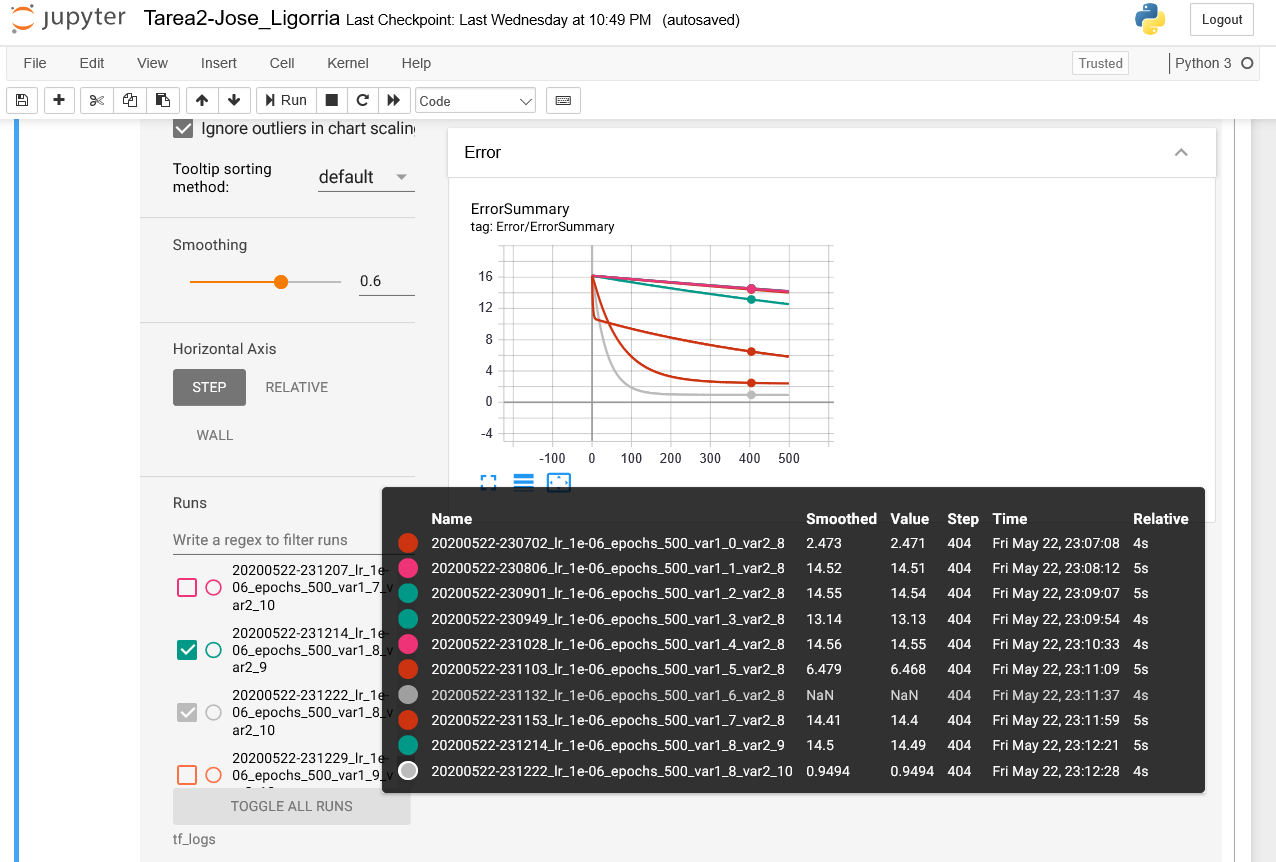 jupyter Tarea2-Jose_Ligorria Last Checkpoint: Last Wednesday at 10:49 PM (autosaved) Logout
File Edit View Insert Cell Kernel Help Trusted Python 3
Run Code
Ignore outliers in chart scaling
Tooltip sorting
method:
default
Smoothing
0.6
Horizontal Axis
STEP RELATIVE
WALL
Runs
Write a regex to filter runs
20200522-231207_lr_1e-
06_epochs_500_var1_7_v
ar2_10
20200522-231214_lr_1e-
06_epochs_500_var1_8_v
ar2_9
20200522-231222_lr_1e-
06_epochs_500_var1_8_v
ar2_10
20200522-231229_lr_1e-
06_epochs_500_var1_9_v
TOGGLE ALL RUNS
tf_logs
Error
ErrorSummary
tag: Error/ErrorSummary
16
12
8
4
0
-4
-100 0 100 200 300 400 500
Name Smoothed Value Step Time Relative
20200522-230702_lr_1e-06_epochs_500_var1_0_var2_8 2.473 2.471 404 Fri May 22, 23:07:08 4s
20200522-230806_lr_1e-06_epochs_500_var1_1_var2_8 14.52 14.51 404 Fri May 22, 23:08:12 5s
20200522-230901_lr_1e-06_epochs_500_var1_2_var2_8 14.55 14.54 404 Fri May 22, 23:09:07 5s
20200522-230949_lr_1e-06_epochs_500_var1_3_var2_8 13.14 13.13 404 Fri May 22, 23:09:54 4s
20200522-231028_lr_1e-06_epochs_500_var1_4_var2_8 14.56 14.55 404 Fri May 22, 23:10:33 4s
20200522-231103_lr_1e-06_epochs_500_var1_5_var2_8 6.479 6.468 404 Fri May 22, 23:11:09 5s
20200522-231132_lr_1e-06_epochs_500_var1_6_var2_8 NaN NaN 404 Fri May 22, 23:11:37 4s
20200522-231153_lr_1e-06_epochs_500_var1_7_var2_8 14.41 14.4 404 Fri May 22, 23:11:59 5s
20200522-231214_lr_1e-06_epochs_500_var1_8_var2_9 14.5 14.49 404 Fri May 22, 23:12:21 5s
20200522-231222_lr_1e-06_epochs_500_var1_8_var2_10 0.9494 0.9494 404 Fri May 22, 23:12:28 4s